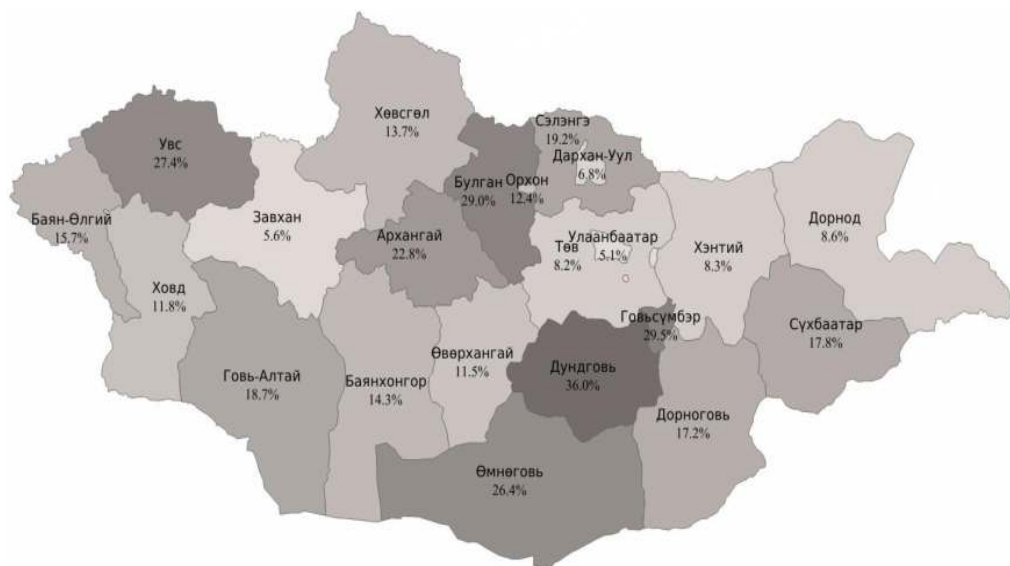 Хөвсгөл
13.7%
Сэлэнгэ
19.2%
Увс
27.4%
Дархан-Уул
6.8%
Булган
29.0%
Орхон
12.4%
Баян-Өлгий
15.7%
Завхан
5.6%
Архангай
22.8%
Төв
8.2%
Улаанбаатар
5.1%
Хэнтий
8.3%
Дорнод
8.6%
Ховд
11.8%
Говьсүмбэр
29.5%
Сүхбаатар
17.8%
Говь-Алтай
18.7%
Баянхонгор
14.3%
Өвөрхангай
11.5%
Дундговь
36.0%
Дорноговь
17.2%
Өмнөговь
26.4%